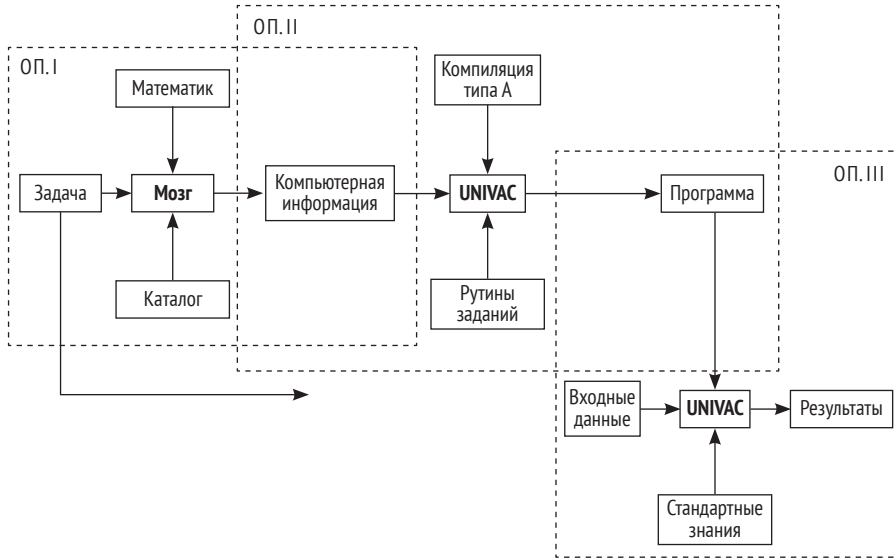 ОП. II
ОП. I
Математик
Компиляция
типа А
ОП. III
Задача
Мозг
Компьютерная
информация
UNIVAC
Программа
Каталог
Рутины
заданий
Входные
данные
UNIVAC
Результаты
Стандартные
знания